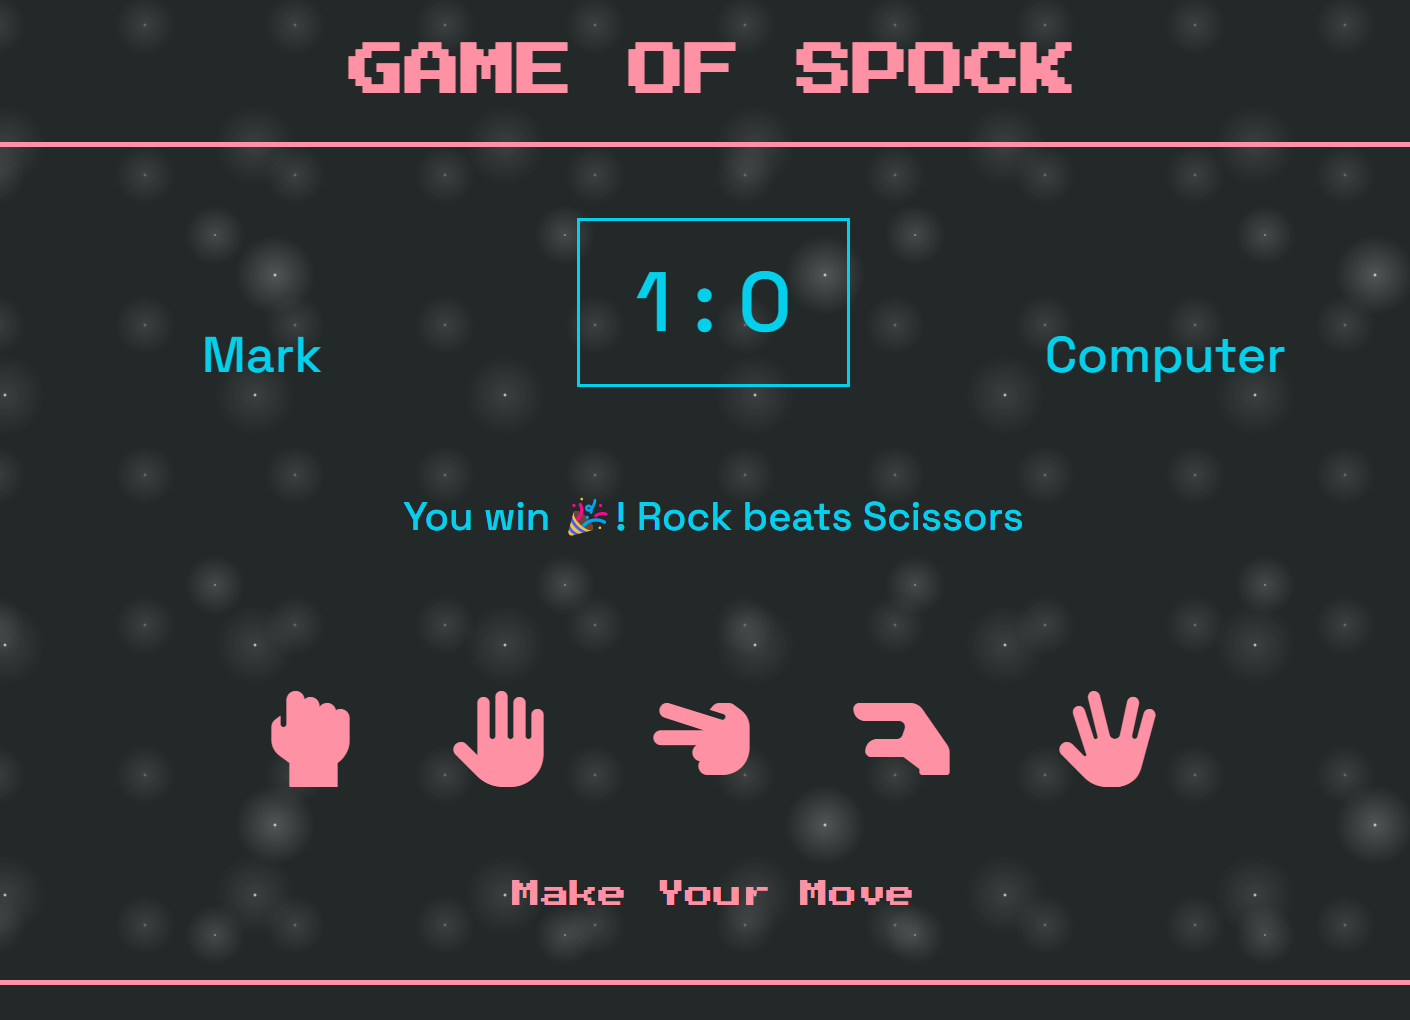 GAME OF SPOCK
1:0
Mark
Computer
You win 🎉! Rock beats Scissors
Make Your Move